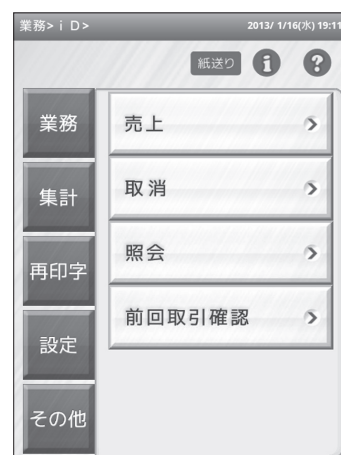 業務>ｉＤ> 2013/ 1/16(水) 19:11
紙送り i ?
業務
売上
取消
集計
照会
再印字
前回取引確認
設定
その他